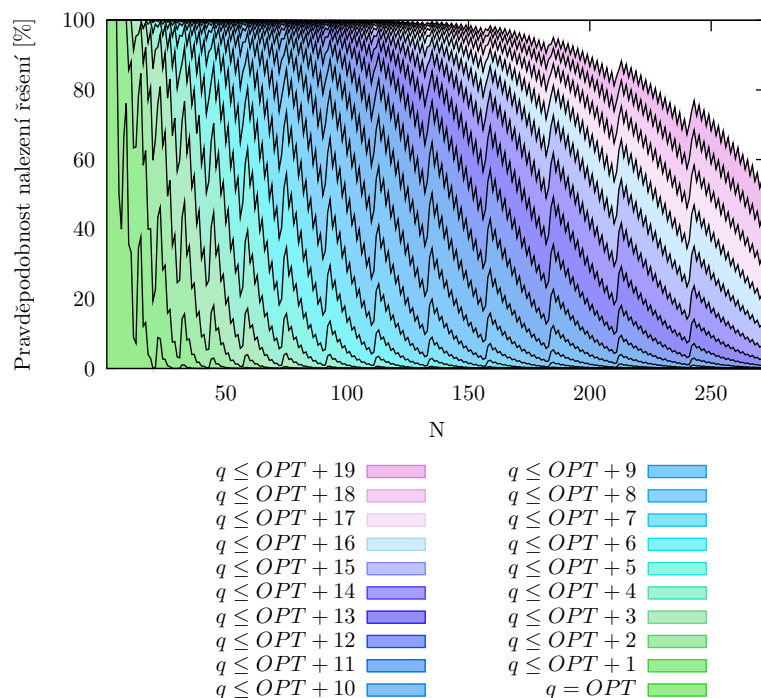 Pravděpodobnost nalezení řešení [%]
100
80
60
40
20
0
50 100 150 200 250
N
q ≤ OPT + 19 q ≤ OPT + 9
q ≤ OPT + 18 q ≤ OPT + 8
q ≤ OPT + 17 q ≤ OPT + 7
q ≤ OPT + 16 q ≤ OPT + 6
q ≤ OPT + 15 q ≤ OPT + 5
q ≤ OPT + 14 q ≤ OPT + 4
q ≤ OPT + 13 q ≤ OPT + 3
q ≤ OPT + 12 q ≤ OPT + 2
q ≤ OPT + 11 q ≤ OPT + 1
q ≤ OPT + 10 q = OPT